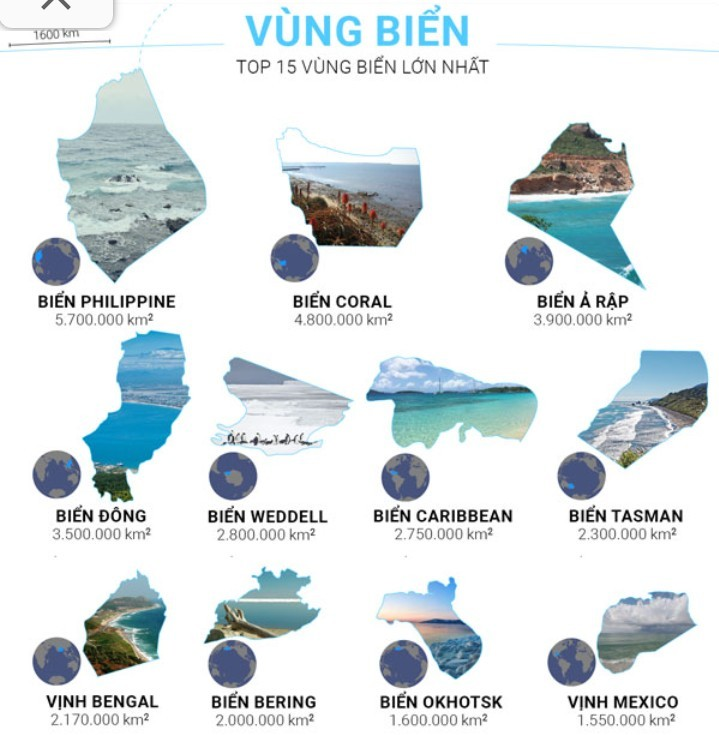 1600 km
VÙNG BIỂN
TOP 15 VÙNG BIỂN LỚN NHẤT
BIỂN PHILIPPINE
5.700.000 km²
BIỂN CORAL
4.800.000 km²
BIỂN Ả RẬP
3.900.000 km²
BIỂN ĐÔNG
3.500.000 km²
BIỂN WEDDELL
2.800.000 km²
BIỂN CARIBBEAN
2.750.000 km²
BIỂN TASMAN
2.300.000 km²
VỊNH BENGAL
2.170.000 km²
BIỂN BERING
2.000.000 km²
BIỂN OKHOTSK
1.600.000 km²
VỊNH MEXICO
1.550.000 km²